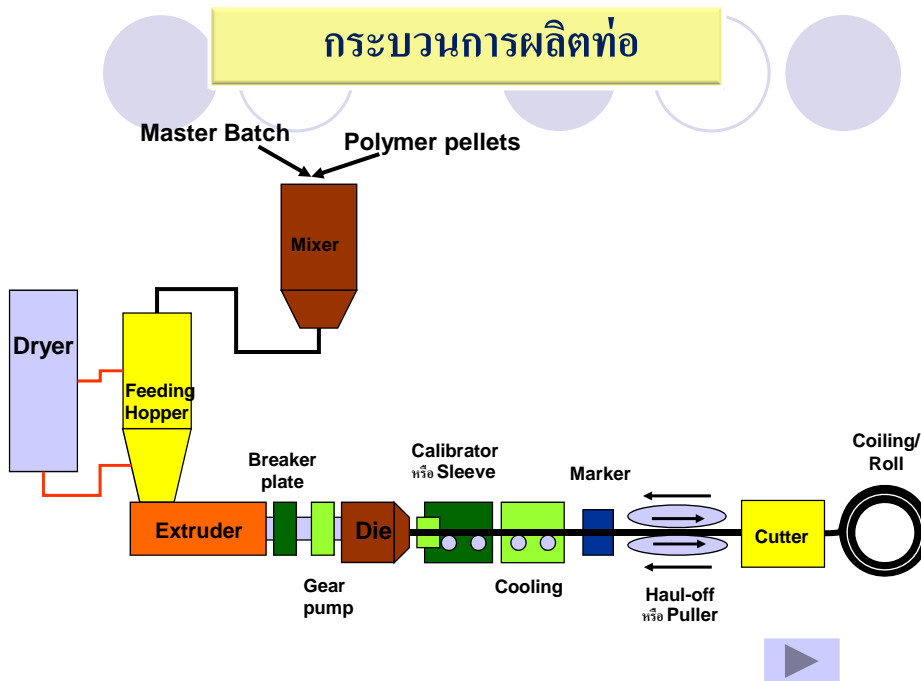 กระบวนการผลิตท่อ
Master Batch
Polymer pellets
Mixer
Dryer
Feeding
Hopper
Extruder
Breaker
plate
Gear
pump
Die
Calibrator
หรือ Sleeve
Cooling
Marker
Haul-off
หรือ Puller
Cutter
Coiling/
Roll